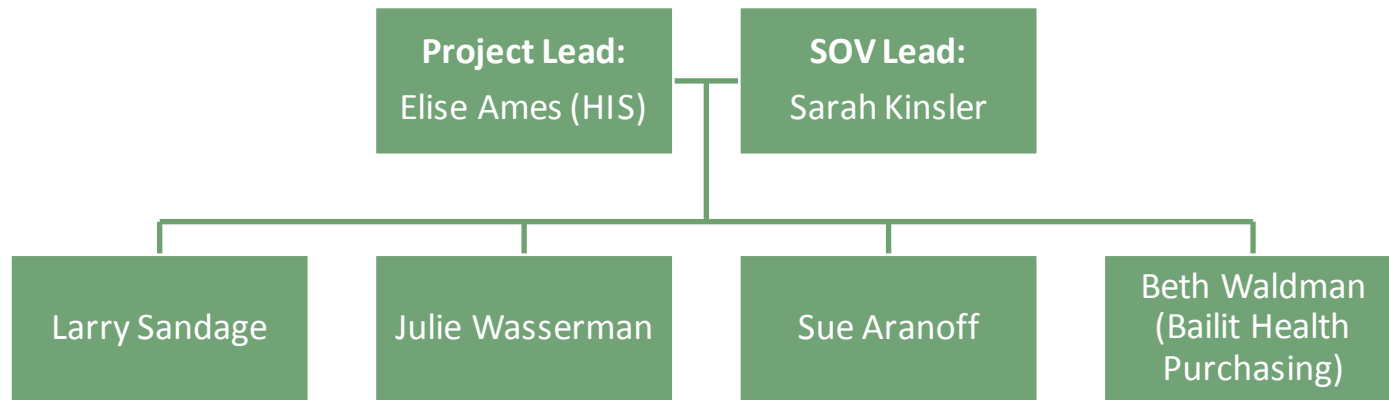 Project Lead:
Elise Ames (HIS)
SOV Lead:
Sarah Kinsler
Larry Sandage
Julie Wasserman
Sue Aranoff
Beth Waldman
(Bailit Health
Purchasing)